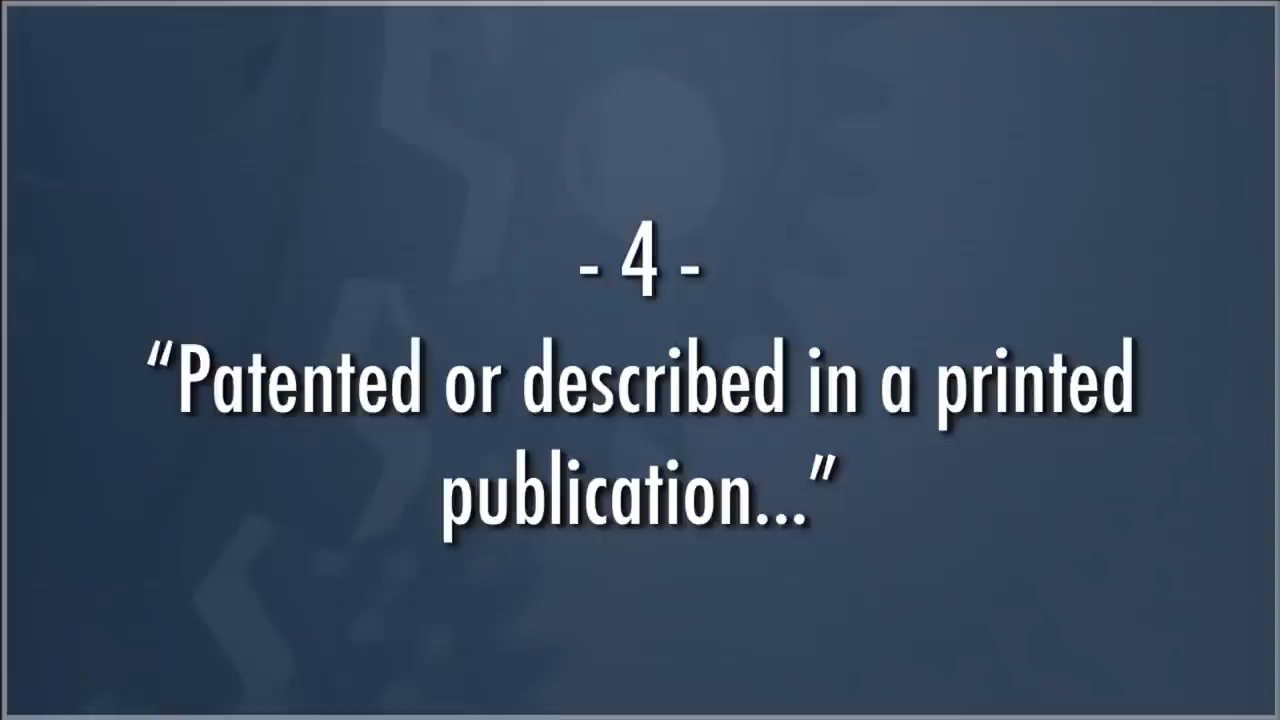 - 4 -
“Patented or described in a printed
publication...”